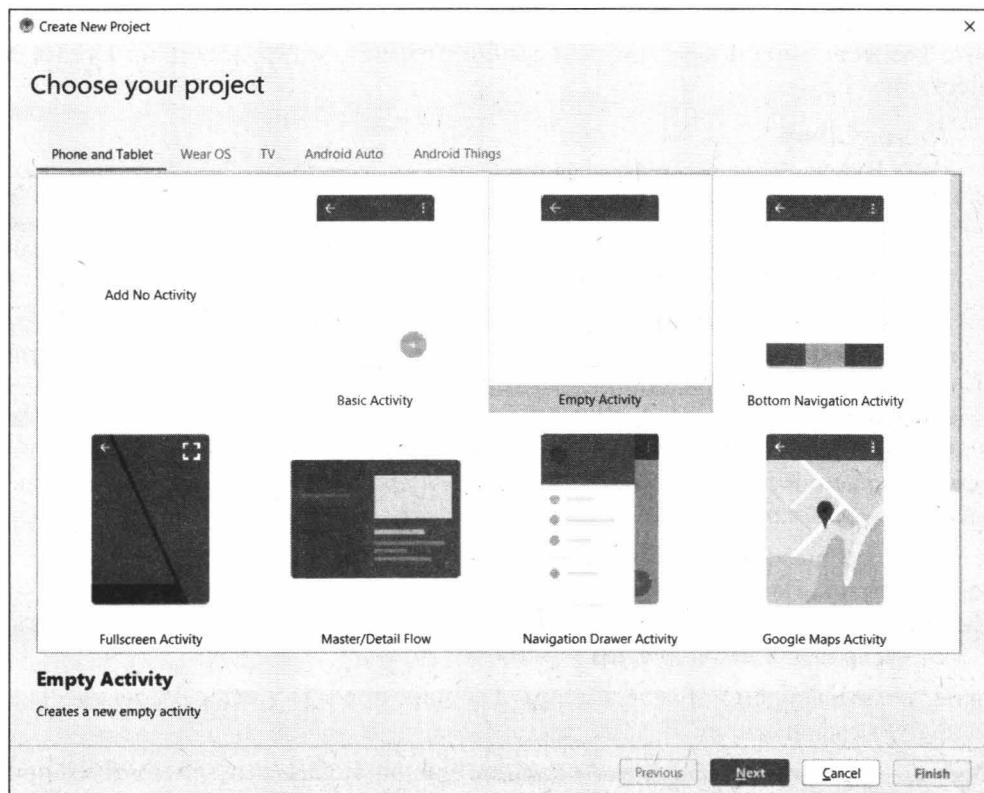 Create New Project
Choose your project
Phone and Tablet Wear OS TV Android Auto Android Things
Add No Activity
Basic Activity
Empty Activity
Bottom Navigation Activity
Fullscreen Activity
Master/Detail Flow
Navigation Drawer Activity
Google Maps Activity
Empty Activity
Creates a new empty activity
Previous Next Cancel Finish